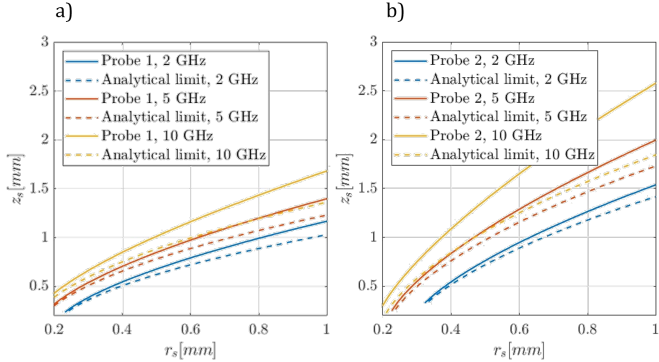 a)
3
2.5
2
1.5
1
0.5
z_s[mm]
Probe 1, 2 GHz
Analytical limit, 2 GHz
Probe 1, 5 GHz
Analytical limit, 5 GHz
Probe 1, 10 GHz
Analytical limit, 10 GHz
0.2 0.4 0.6 0.8 1
r_s[mm]
b)
3
2.5
2
1.5
1
0.5
z_s[mm]
Probe 2, 2 GHz
Analytical limit, 2 GHz
Probe 2, 5 GHz
Analytical limit, 5 GHz
Probe 2, 10 GHz
Analytical limit, 10 GHz
0.2 0.4 0.6 0.8 1
r_s[mm]